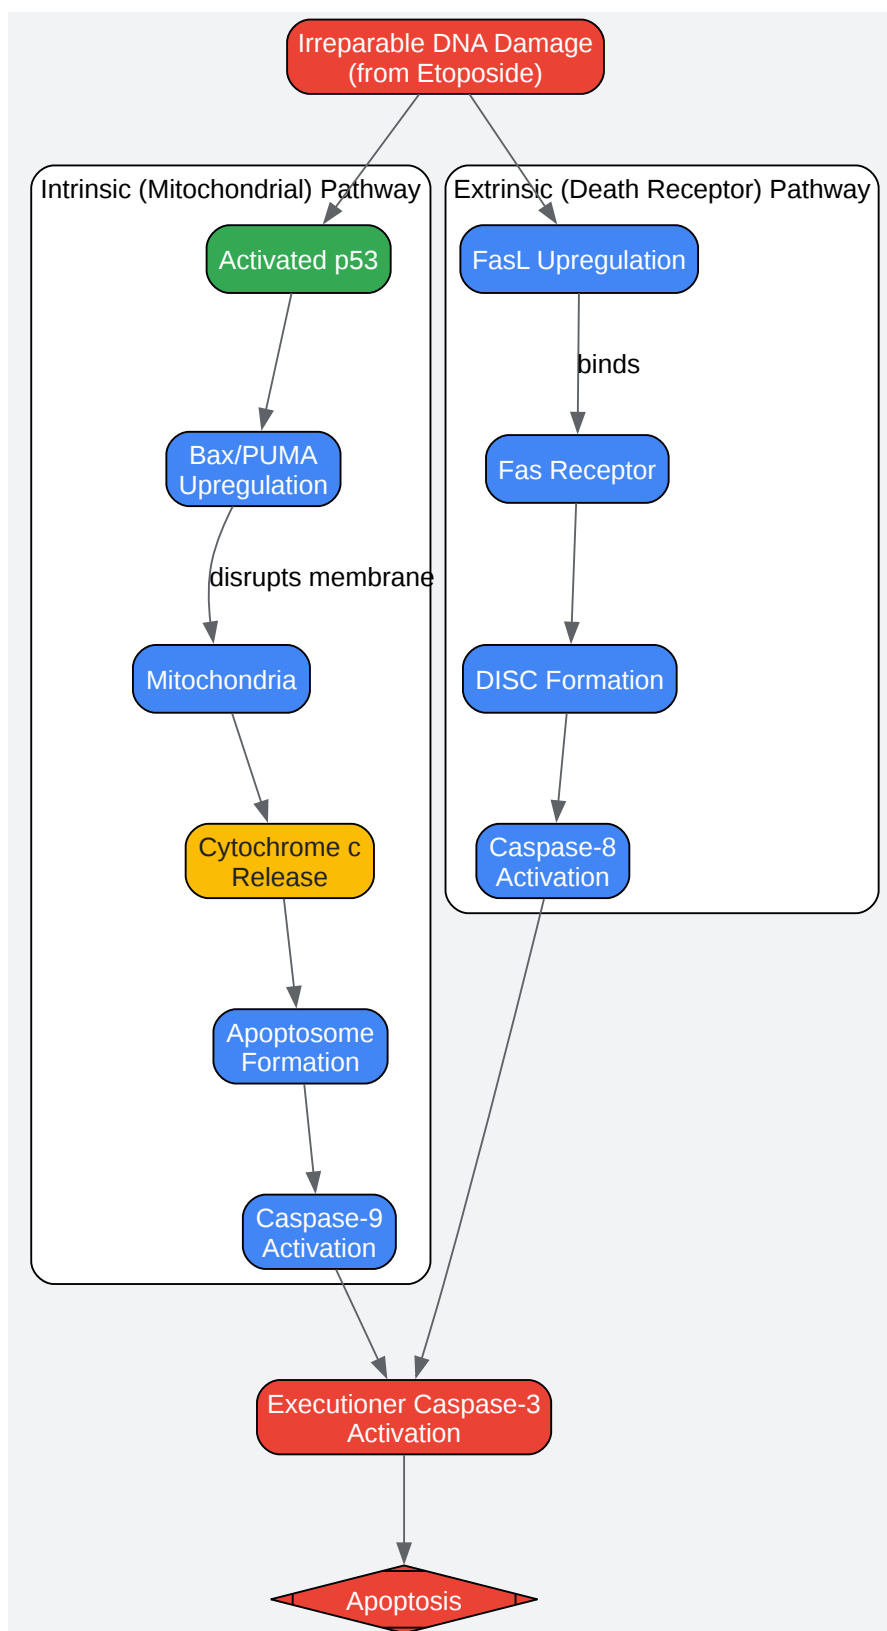 Irreparable DNA Damage
(from Etoposide)
Intrinsic (Mitochondrial) Pathway
Activated p53
Bax/PUMA
Upregulation
disrupts membrane
Mitochondria
Cytochrome c
Release
Apoptosome
Formation
Caspase-9
Activation
Extrinsic (Death Receptor) Pathway
FasL Upregulation
binds
Fas Receptor
DISC Formation
Caspase-8
Activation
Executioner Caspase-3
Activation
Apoptosis